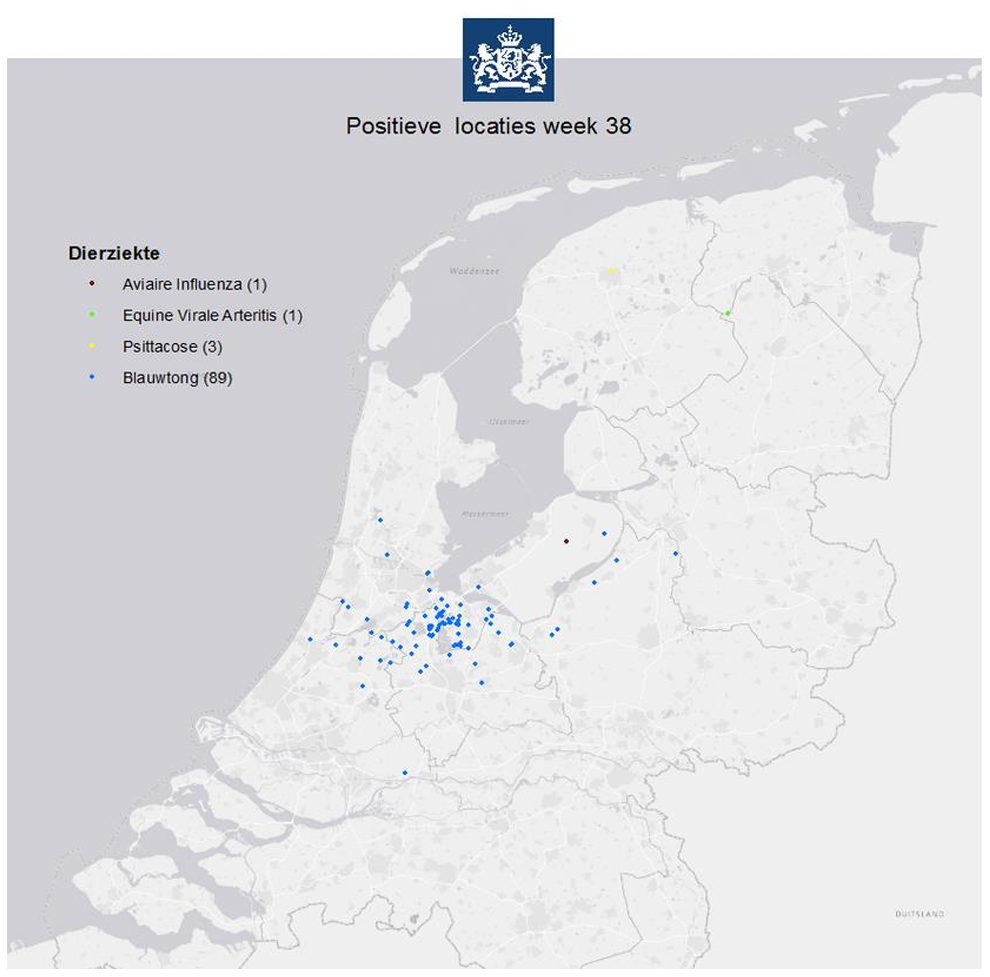 Positieve locaties week 38
Dierziekte
Aviaire Influenza (1)
Equine Virale Arteritis (1)
Psittacose (3)
Blauwtong (89)
Waddenzee
IJsselmeer
Markermeer
DUITSLAND